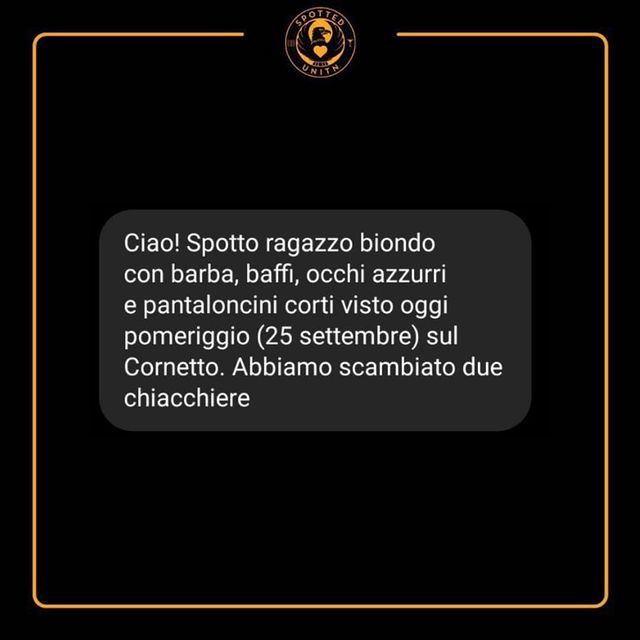 SPOTTED
UNITN
Ciao! Spotto ragazzo biondo
con barba, baffi, occhi azzurri
e pantaloncini corti visto oggi
pomeriggio (25 settembre) sul
Cornetto. Abbiamo scambiato due
chiacchiere